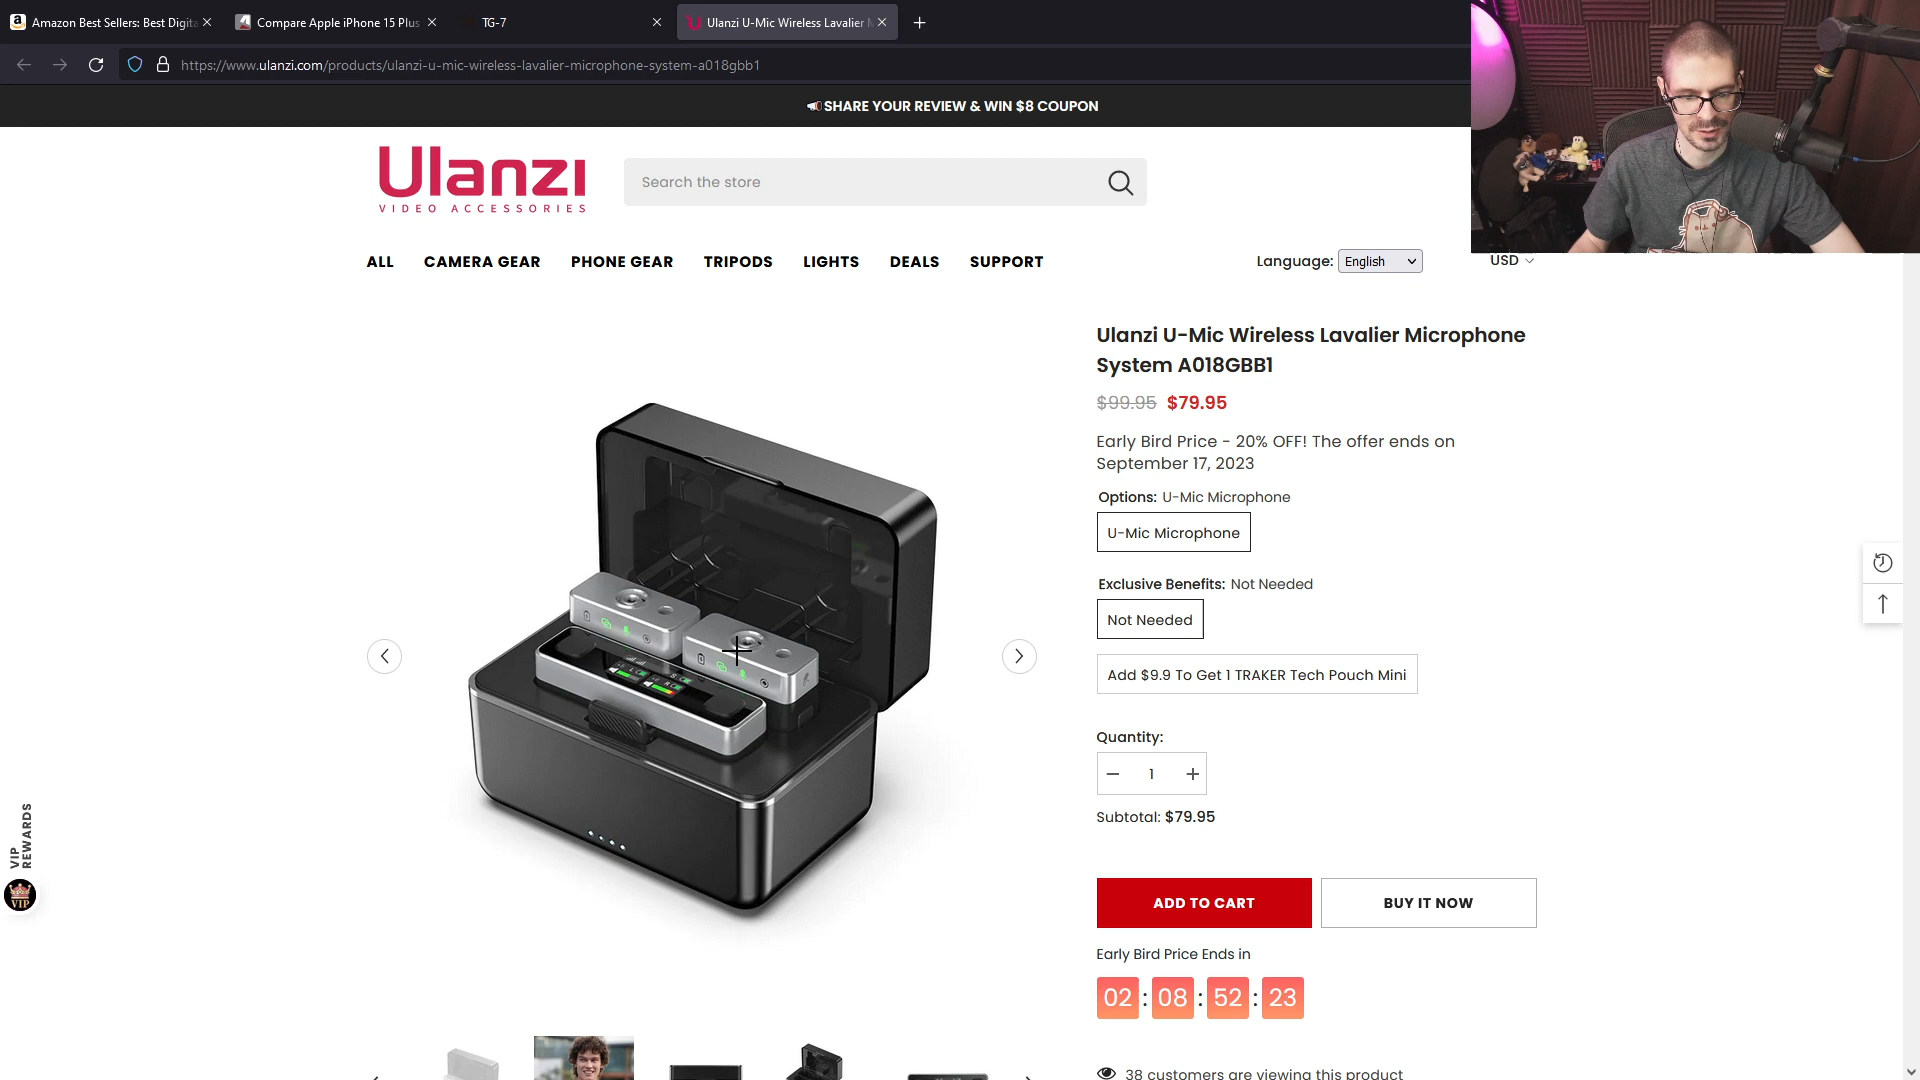 Amazon Best Sellers: Best Digita
Compare Apple iPhone 15 Plus
TG-7
Ulanzi U-Mic Wireless Lavalier M
https://www.ulanzi.com/products/ulanzi-u-mic-wireless-lavalier-microphone-system-a018gbb1
SHARE YOUR REVIEW & WIN $8 COUPON
Ulanzi
VIDEO ACCESSORIES
Search the store
ALL CAMERA GEAR PHONE GEAR TRIPODS LIGHTS DEALS SUPPORT
Language: English
USD
Ulanzi U-Mic Wireless Lavalier Microphone
System A018GBB1
$99.95 $79.95
Early Bird Price - 20% OFF! The offer ends on
September 17, 2023
Options: U-Mic Microphone
U-Mic Microphone
Exclusive Benefits: Not Needed
Not Needed
Add $9.9 To Get 1 TRAKER Tech Pouch Mini
Quantity:
1
Subtotal: $79.95
ADD TO CART
BUY IT NOW
Early Bird Price Ends in
02 : 08 : 52 : 23
38 customers are viewing this product
VIP
REWARDS
VIP